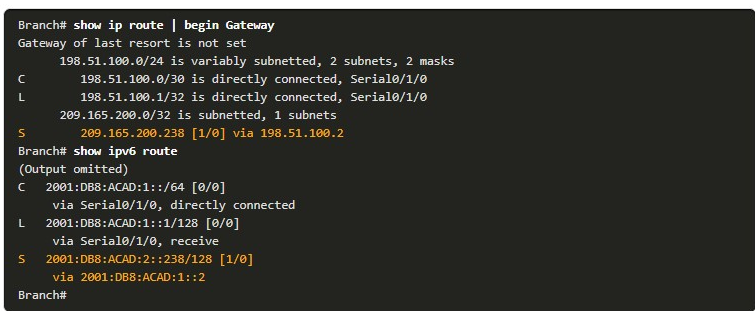 Branch# show ip route | begin Gateway
Gateway of last resort is not set
      198.51.100.0/24 is variably subnetted, 2 subnets, 2 masks
C        198.51.100.0/30 is directly connected, Serial0/1/0
L        198.51.100.1/32 is directly connected, Serial0/1/0
      209.165.200.0/32 is subnetted, 1 subnets
S        209.165.200.238 [1/0] via 198.51.100.2
Branch# show ipv6 route
(Output omitted)
C   2001:DB8:ACAD:1::/64 [0/0]
     via Serial0/1/0, directly connected
L   2001:DB8:ACAD:1::1/128 [0/0]
     via Serial0/1/0, receive
S   2001:DB8:ACAD:2::238/128 [1/0]
     via 2001:DB8:ACAD:1::2
Branch#